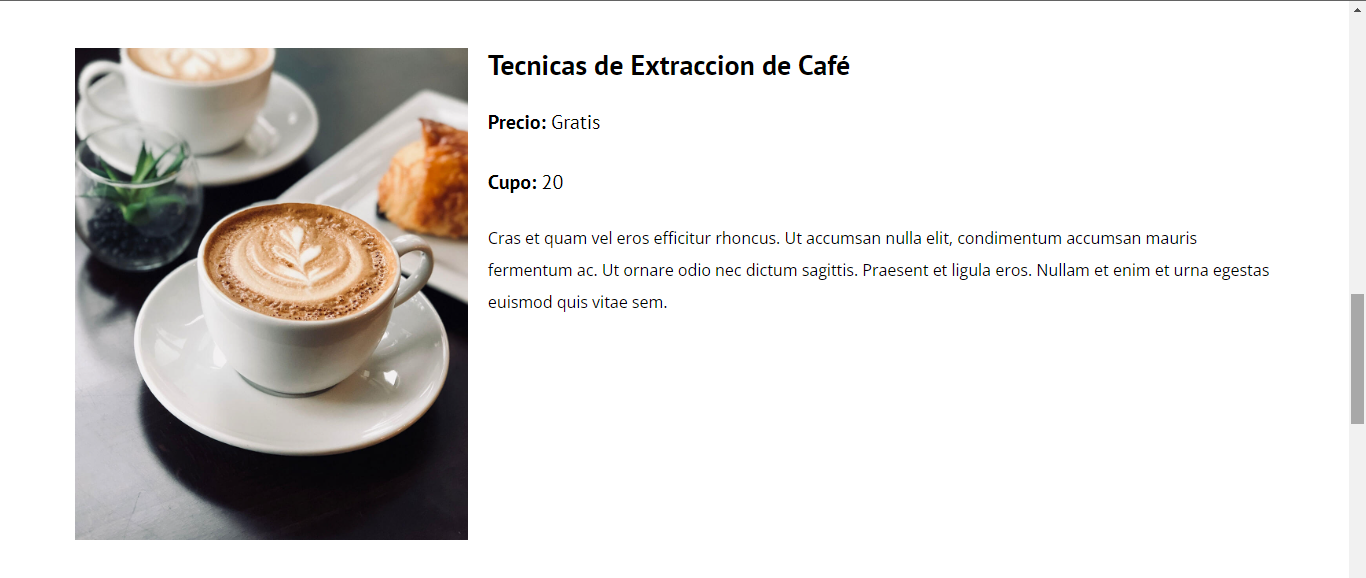 Tecnicas de Extraccion de Café
Precio: Gratis
Cupo: 20
Cras et quam vel eros efficitur rhoncus. Ut accumsan nulla elit, condimentum accumsan mauris
fermentum ac. Ut ornare odio nec dictum sagittis. Praesent et ligula eros. Nullam et enim et urna egestas
euismod quis vitae sem.